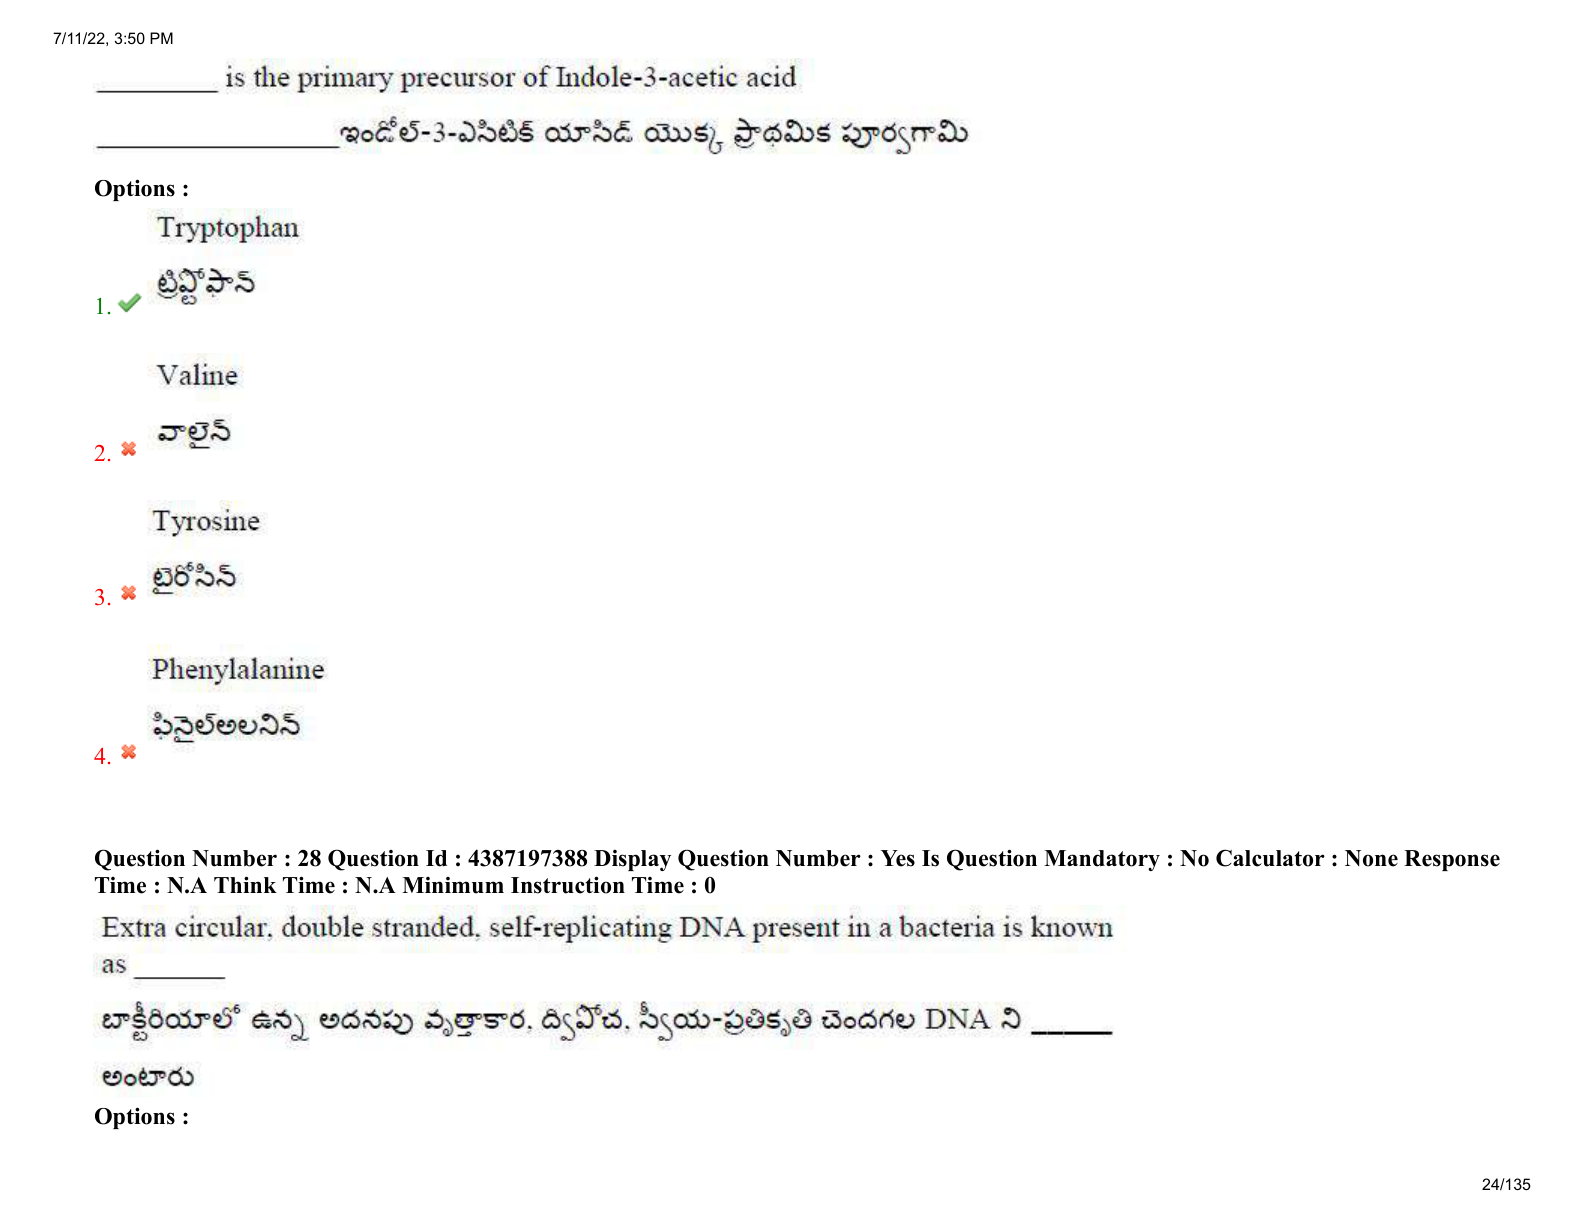 7/11/22, 3:50 PM
________ is the primary precursor of Indole-3-acetic acid
________________ఇండోల్-3-ఎసిటిక్ యాసిడ్ యొక్క ప్రాథమిక పూర్వగామి
Options :
Tryptophan
ట్రిప్టోఫాన్
1.
Valine
వాలైన్
2.
Tyrosine
టైరోసిన్
3.
Phenylalanine
ఫినైల్అలనిన్
4.
Question Number : 28 Question Id : 4387197388 Display Question Number : Yes Is Question Mandatory : No Calculator : None Response
Time : N.A Think Time : N.A Minimum Instruction Time : 0
Extra circular, double stranded, self-replicating DNA present in a bacteria is known
as ______
బాక్టీరియాలో ఉన్న అదనపు వృత్తాకార, ద్విపోచ, స్వీయ-ప్రతికృతి చెందగల DNA ని _____
అంటారు
Options :
24/135